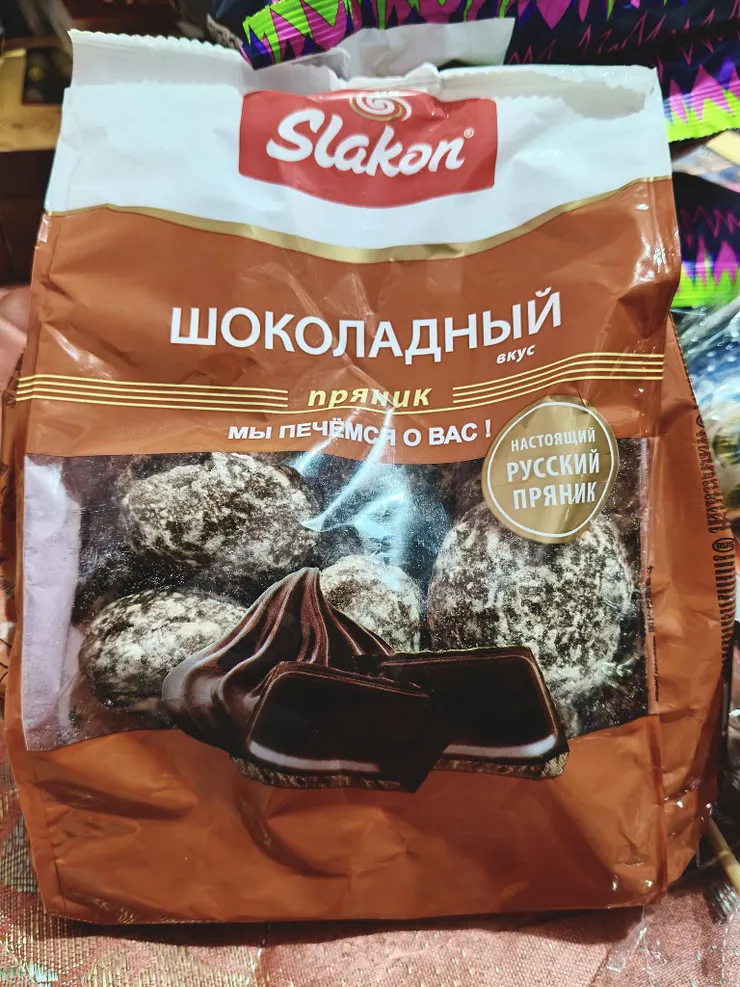 Slakon®
ШОКОЛАДНЫЙ
вкус
пряник
МЫ ПЕЧЁМСЯ О ВАС !
НАСТОЯЩИЙ
РУССКИЙ
ПРЯНИК